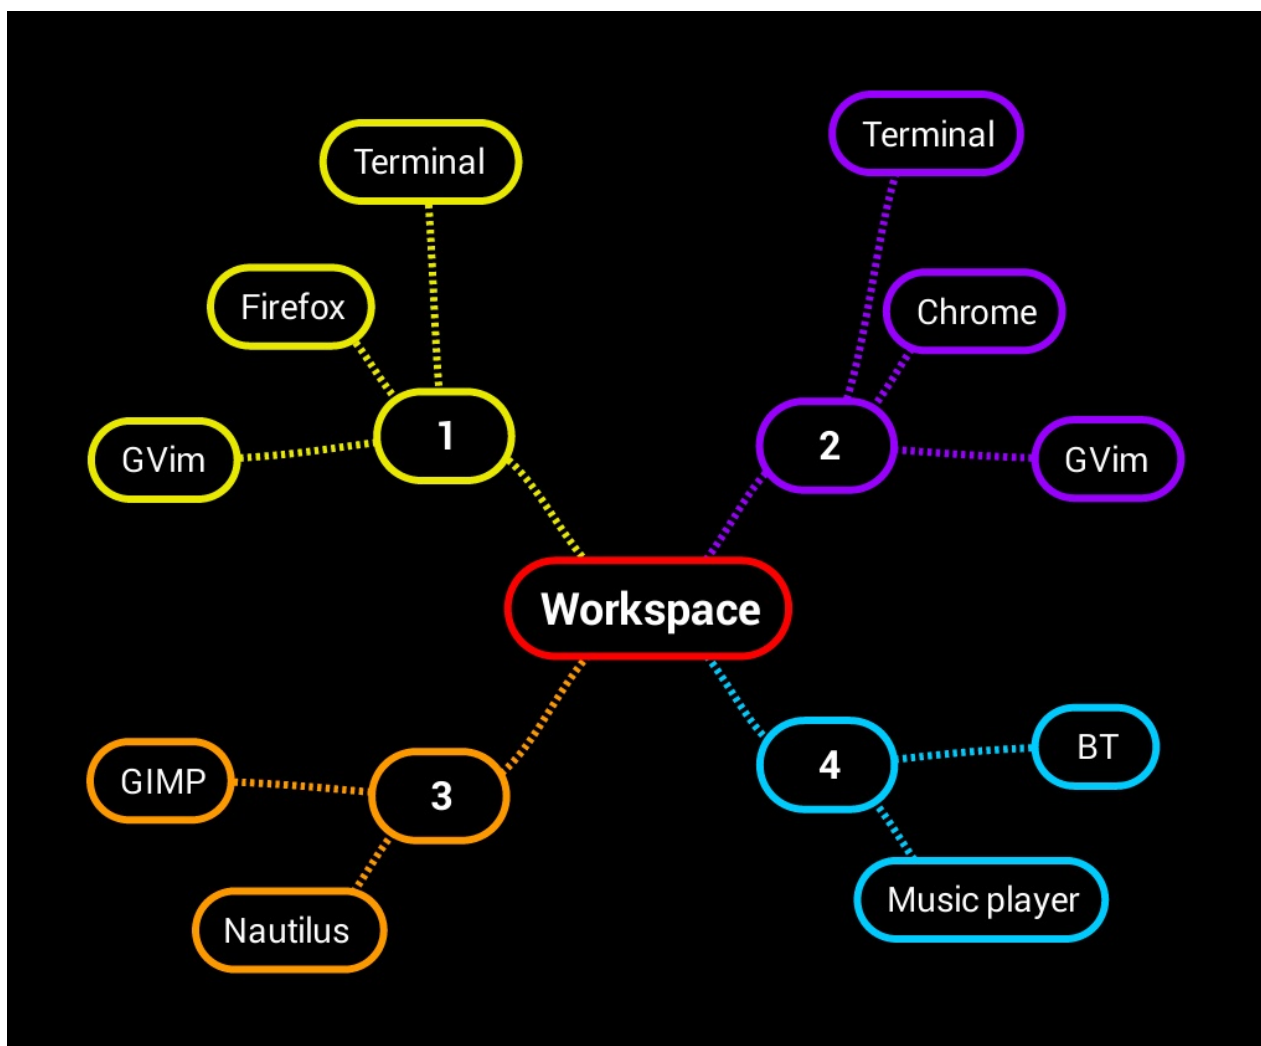 Terminal
Firefox
GVim
1
Terminal
Chrome
GVim
2
Workspace
GIMP
3
Nautilus
4
BT
Music player